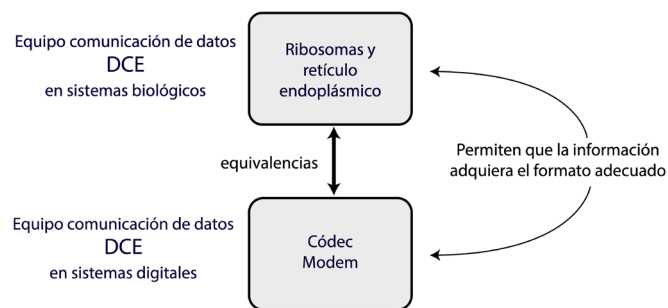 Equipo comunicación de datos
DCE
en sistemas biológicos
Ribosomas y
retículo
endoplásmico
equivalencias
Permiten que la información
adquiera el formato adecuado
Equipo comunicación de datos
DCE
en sistemas digitales
Códec
Modem